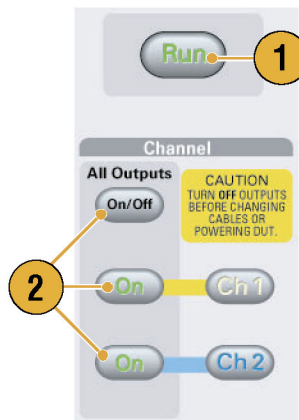 Run
1
Channel
All Outputs
On/Off
CAUTION
TURN OFF OUTPUTS
BEFORE CHANGING
CABLES OR
POWERING DUT.
2
On
Ch 1
On
Ch 2